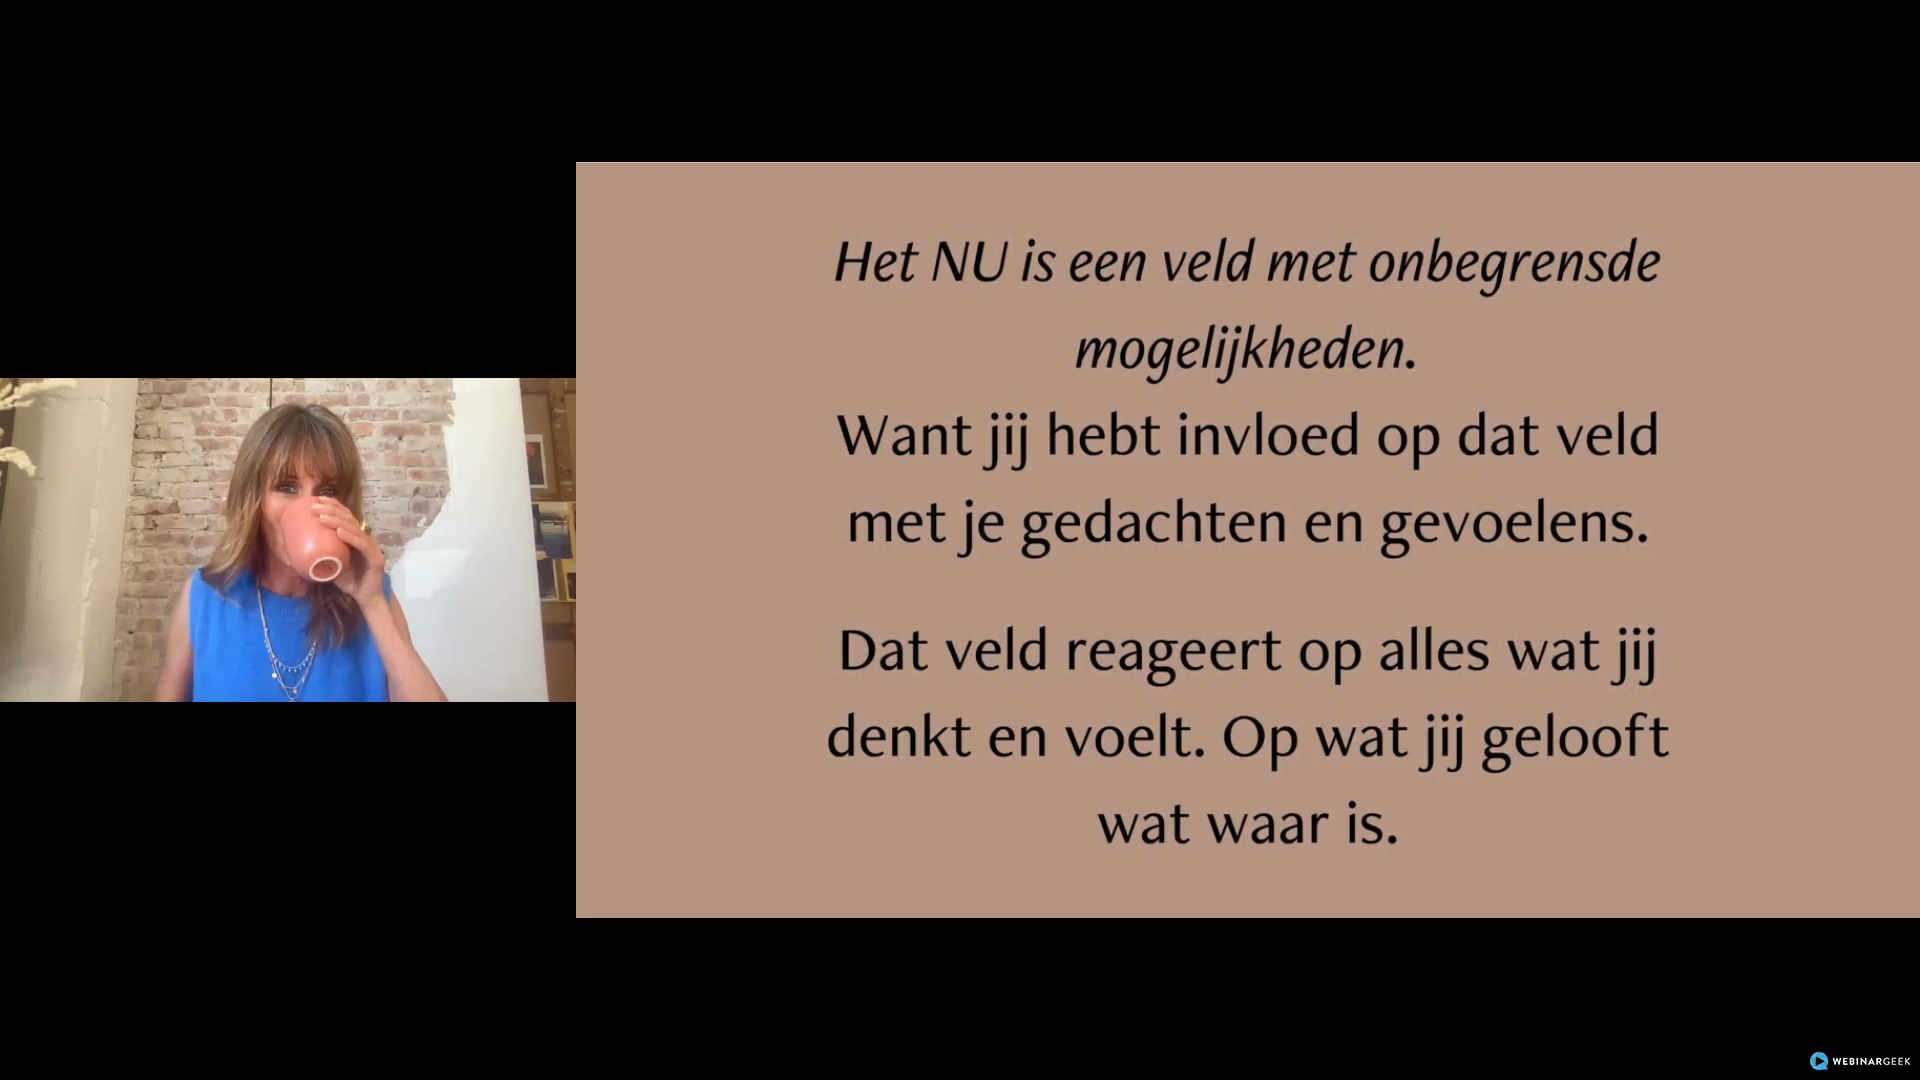 Het NU is een veld met onbegrensde
mogelijkheden.
Want jij hebt invloed op dat veld
met je gedachten en gevoelens.
Dat veld reageert op alles wat jij
denkt en voelt. Op wat jij gelooft
wat waar is.
WEBINARGEEK